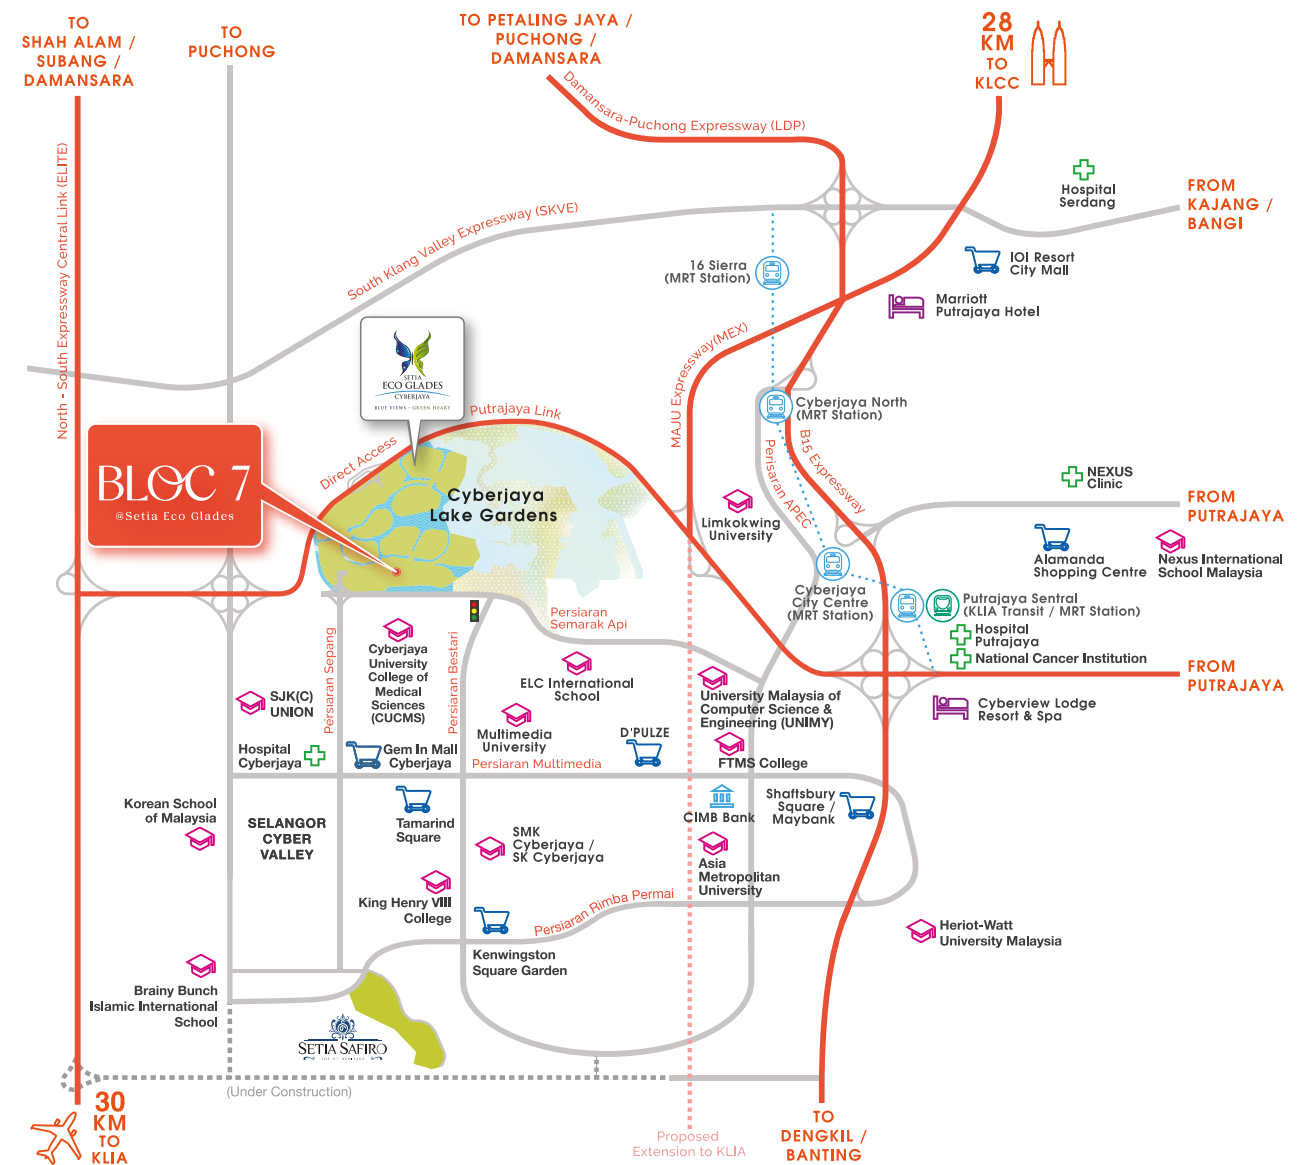 TO
SHAH ALAM /
SUBANG /
DAMANSARA
TO
PUCHONG
TO PETALING JAYA /
PUCHONG /
DAMANSARA
28
KM
TO
KLCC
Damansara-Puchong Expressway (LDP)
North - South Expressway Central Link (ELITE)
South Klang Valley Expressway (SKVE)
Hospital
Serdang
FROM
KAJANG /
BANGI
16 Sierra
(MRT Station)
IOI Resort
City Mall
Marriott
Putrajaya Hotel
MAJU Expressway(MEX)
SETIA
ECO GLADES
CYBERJAYA
BLUE VIEWS • GREEN HEART
Putrajaya Link
Direct Access
Cyberjaya North
(MRT Station)
Perisaran APEC
B15 Expressway
BLOC 7
@Setia Eco Glades
Cyberjaya
Lake Gardens
Limkokwing
University
NEXUS
Clinic
FROM
PUTRAJAYA
Alamanda
Shopping Centre
Nexus International
School Malaysia
Cyberjaya
City Centre
(MRT Station)
Putrajaya Sentral
(KLIA Transit / MRT Station)
Hospital
Putrajaya
National Cancer Institution
FROM
PUTRAJAYA
Persiaran
Semarak Api
Persiaran Sepang
Persiaran Bestari
Cyberjaya
University
College of
Medical
Sciences
(CUCMS)
ELC International
School
SJK(C)
UNION
University Malaysia of
Computer Science &
Engineering (UNIMY)
Cyberview Lodge
Resort & Spa
Multimedia
University
D'PULZE
Hospital
Cyberjaya
Gem In Mall
Cyberjaya
Persiaran Multimedia
FTMS College
Korean School
of Malaysia
SELANGOR
CYBER
VALLEY
Tamarind
Square
SMK
Cyberjaya /
SK Cyberjaya
CIMB Bank
Shaftsbury
Square /
Maybank
Asia
Metropolitan
University
King Henry VIII
College
Persiaran Rimba Permai
Kenwingston
Square Garden
Heriot-Watt
University Malaysia
Brainy Bunch
Islamic International
School
SETIA SAFIRO
(Under Construction)
30
KM
TO
KLIA
Proposed
Extension to KLIA
TO
DENGKIL /
BANTING